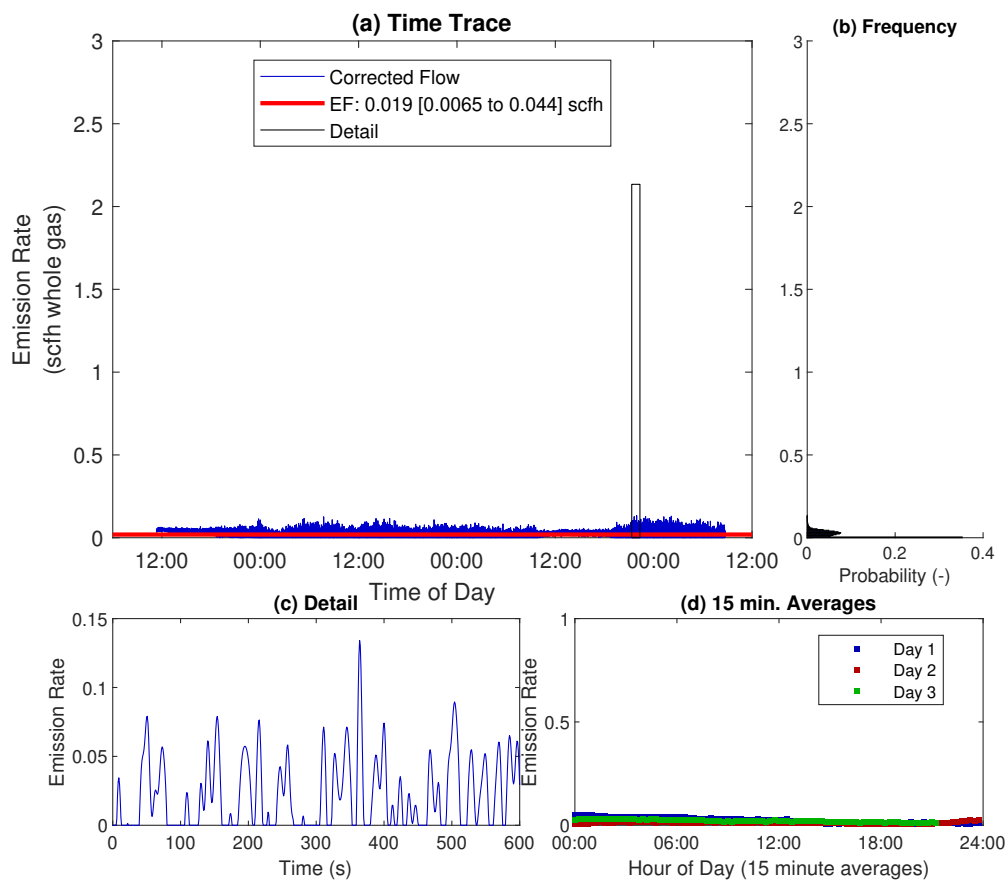 (a) Time Trace
3
2.5
2
1.5
1
0.5
0
Emission Rate
(scfh whole gas)
Corrected Flow
EF: 0.019 [0.0065 to 0.044] scfh
Detail
12:00 00:00 12:00 00:00 12:00 00:00 12:00
Time of Day
(b) Frequency
3
2.5
2
1.5
1
0.5
0
0 0.2 0.4
Probability (-)
(c) Detail
0.15
0.1
0.05
0
Emission Rate
0 100 200 300 400 500 600
Time (s)
(d) 15 min. Averages
1
0.5
0
Emission Rate
Day 1
Day 2
Day 3
00:00 06:00 12:00 18:00 24:00
Hour of Day (15 minute averages)